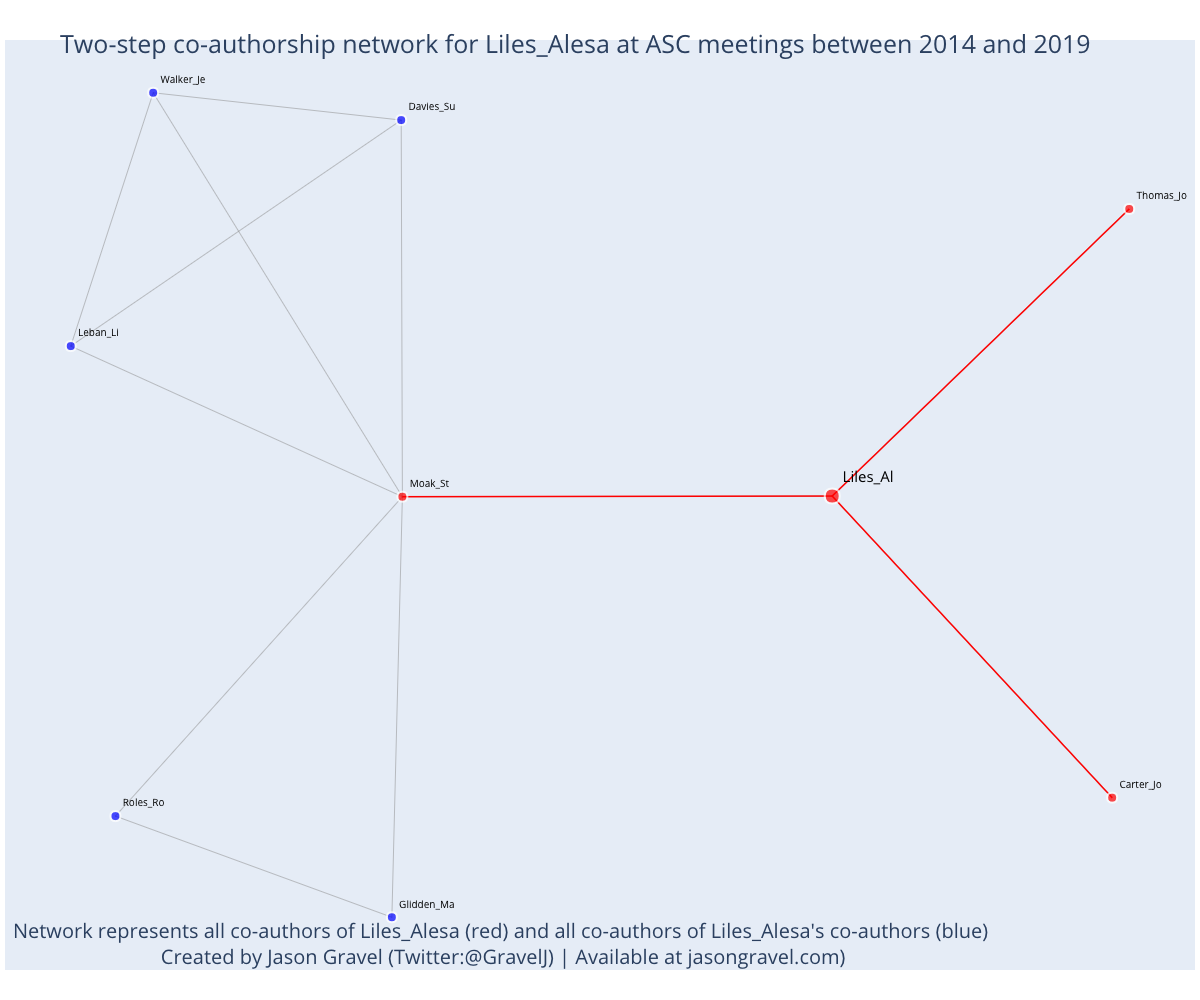 Two-step co-authorship network for Liles_Alesa at ASC meetings between 2014 and 2019
Walker_Je
Davies_Su
Thomas_Jo
Leban_Li
Liles_Al
Moak_St
Carter_Jo
Roles_Ro
Glidden_Ma
Network represents all co-authors of Liles_Alesa (red) and all co-authors of Liles_Alesa's co-authors (blue)
Created by Jason Gravel (Twitter:@GravelJ) | Available at jasongravel.com)